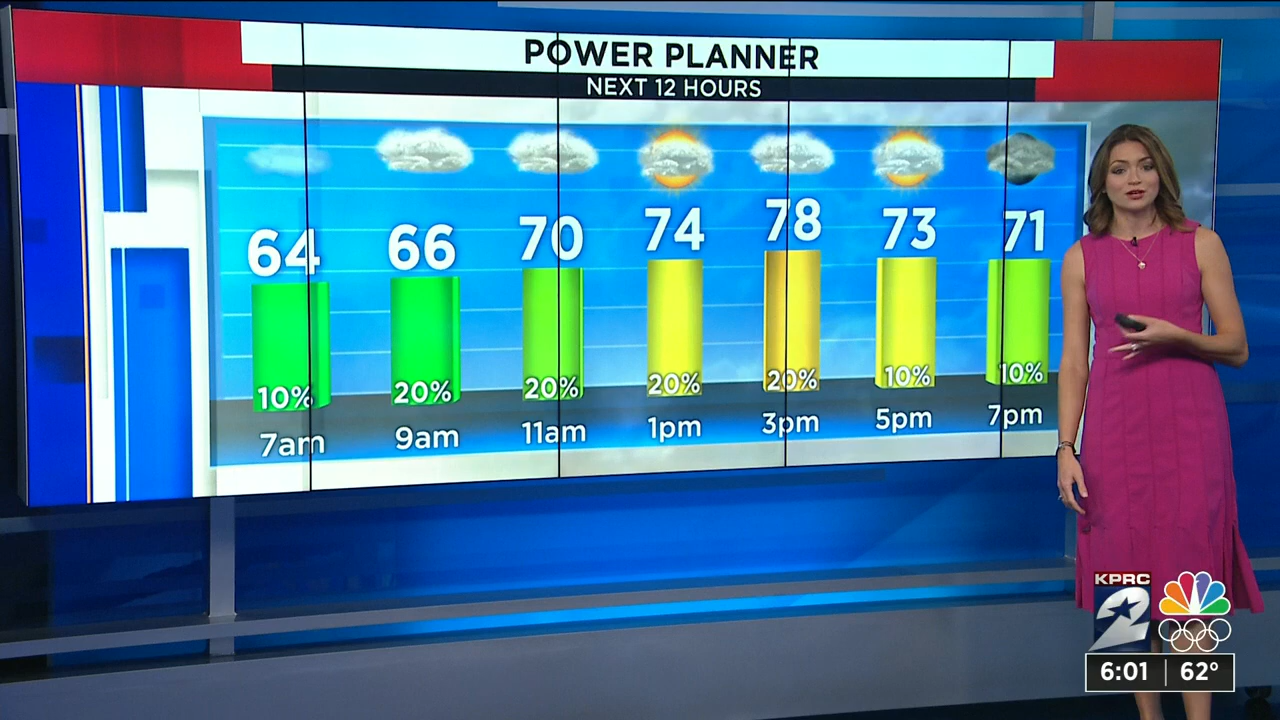 POWER PLANNER
NEXT 12 HOURS
64 66 70 74 78 73 71
10% 20% 20% 20% 20% 10% 10%
7am 9am 11am 1pm 3pm 5pm 7pm
KPRC
2
6:01 62°